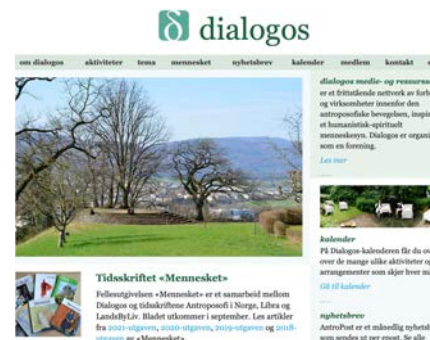 δ dialogos
om dialogos aktiviteter tema mennesket nyhetsbrev kalender medlem kontakt
dialogos medie- og
er et frittstående nettverk av
og virksomheter innenfor den
antroposofiske bevegelsen,
et humanistisk-spirituelt
menneskesyn. Dialogos er
som en forening.
Les mer
kalender
På Dialogos-kalenderen får du
over de mange ulike aktiviteter
arrangementer som skjer hver
Gå til kalender
nyhetsbrev
AntroPost er et månedlig
som sendes ut per epost. Se alle
Tidsskriftet «Mennesket»
Fellesutgivelsen «Mennesket» er et samarbeid mellom
Dialogos og tidsskriftene Antroposofi i Norge, Libra og
LandsByLiv. Bladet utkommer i september. Les artikler
fra 2021-utgaven, 2020-utgaven, 2019-utgaven og 2018-
utgaven av «Mennesket».